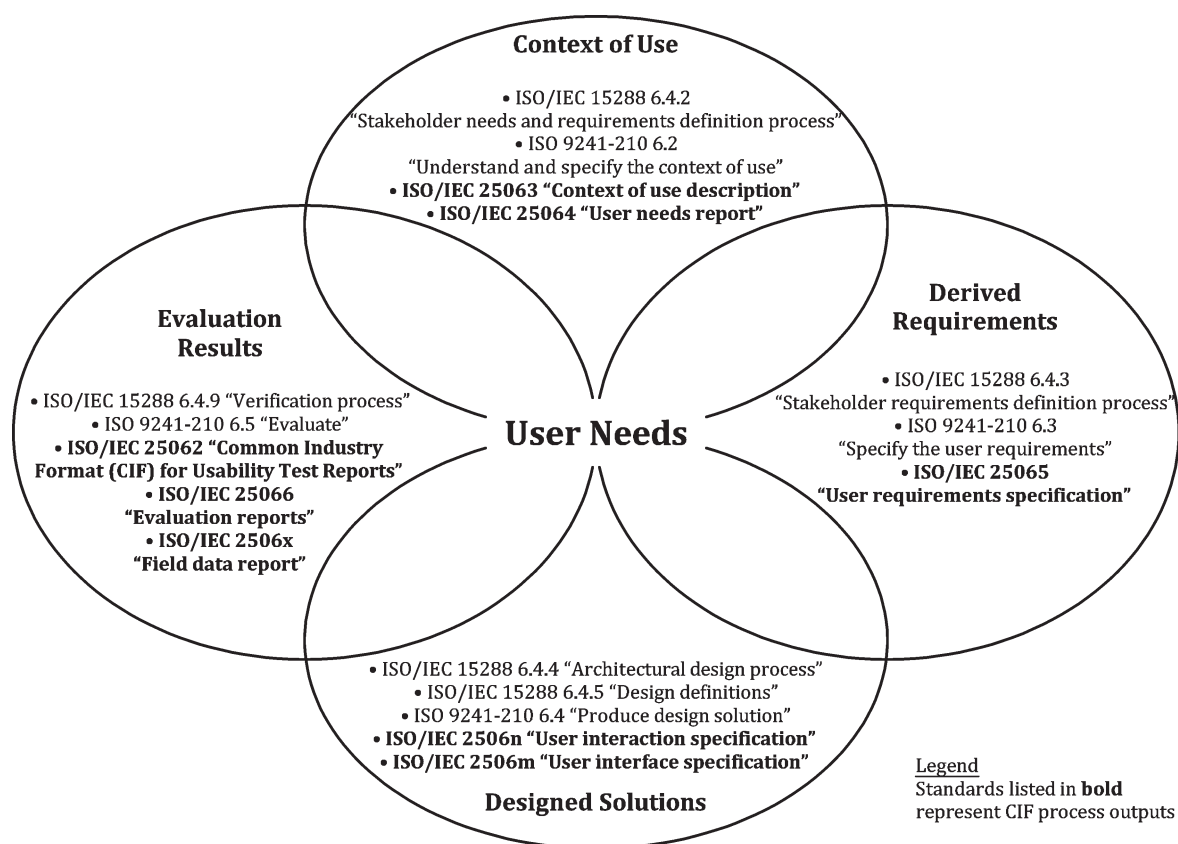 Context of Use
• ISO/IEC 15288 6.4.2
“Stakeholder needs and requirements definition process”
• ISO 9241-210 6.2
“Understand and specify the context of use”
• ISO/IEC 25063 “Context of use description”
• ISO/IEC 25064 “User needs report”
Evaluation
Results
• ISO/IEC 15288 6.4.9 “Verification process”
• ISO 9241-210 6.5 “Evaluate”
• ISO/IEC 25062 “Common Industry
Format (CIF) for Usability Test Reports”
• ISO/IEC 25066
“Evaluation reports”
• ISO/IEC 2506x
“Field data report”
User Needs
Derived
Requirements
• ISO/IEC 15288 6.4.3
“Stakeholder requirements definition process”
• ISO 9241-210 6.3
“Specify the user requirements”
• ISO/IEC 25065
“User requirements specification”
• ISO/IEC 15288 6.4.4 “Architectural design process”
• ISO/IEC 15288 6.4.5 “Design definitions”
• ISO 9241-210 6.4 “Produce design solution”
• ISO/IEC 2506n “User interaction specification”
• ISO/IEC 2506m “User interface specification”
Designed Solutions
Legend
Standards listed in bold
represent CIF process outputs